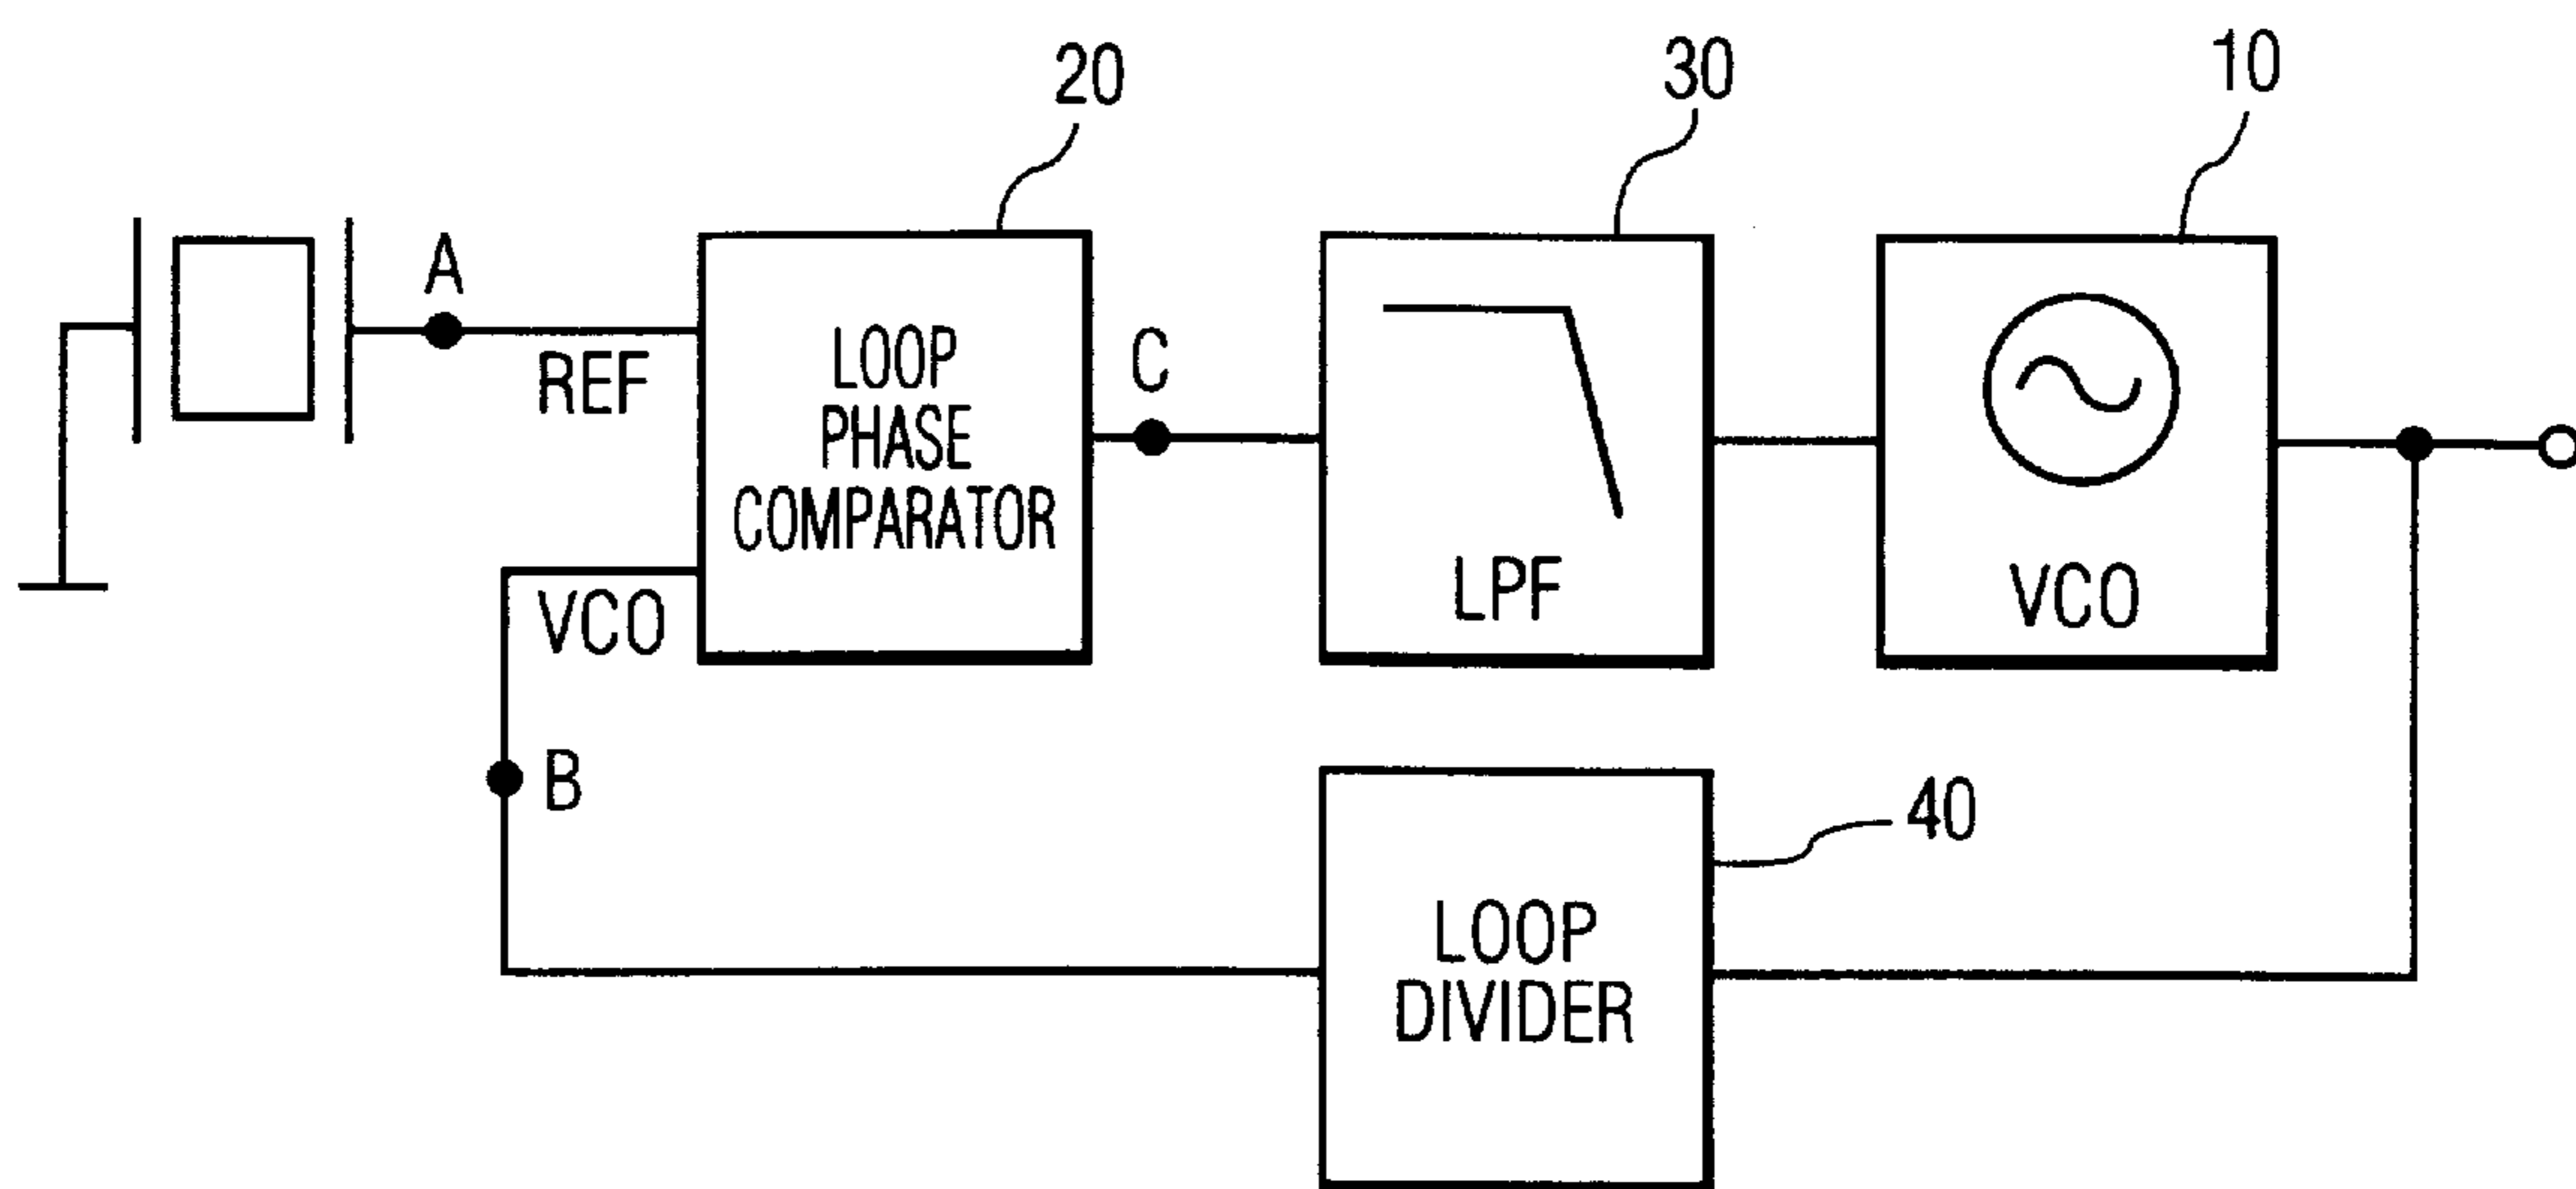 20
30
10
A
REF
LOOP
PHASE
COMPARATOR
C
LPF
VCO
VCO
B
40
LOOP
DIVIDER